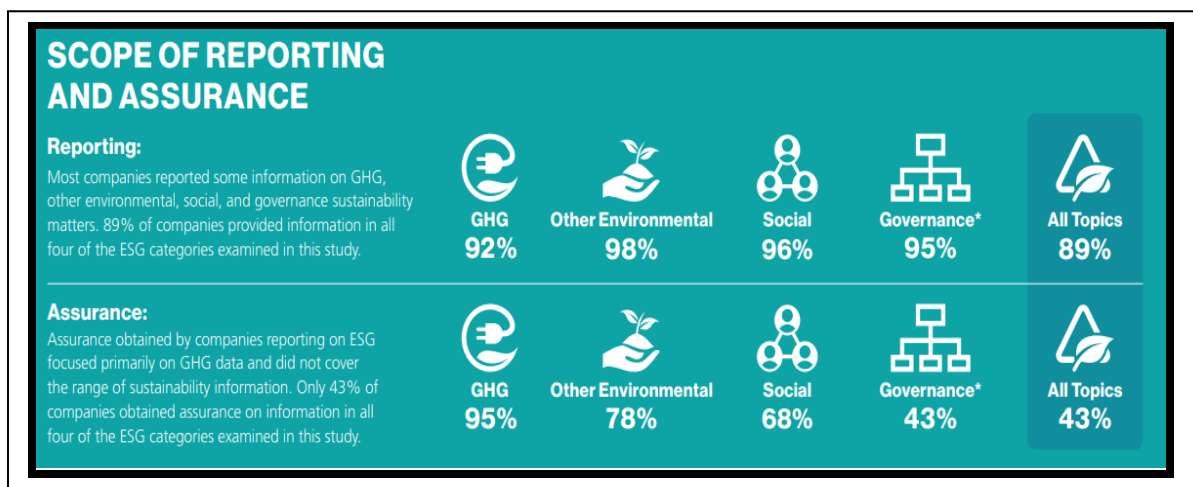 SCOPE OF REPORTING
AND ASSURANCE
Reporting:
Most companies reported some information on GHG,
other environmental, social, and governance sustainability
matters. 89% of companies provided information in all
four of the ESG categories examined in this study.
GHG
92%
Other Environmental
98%
Social
96%
Governance*
95%
All Topics
89%
Assurance:
Assurance obtained by companies reporting on ESG
focused primarily on GHG data and did not cover
the range of sustainability information. Only 43% of
companies obtained assurance on information in all
four of the ESG categories examined in this study.
GHG
95%
Other Environmental
78%
Social
68%
Governance*
43%
All Topics
43%